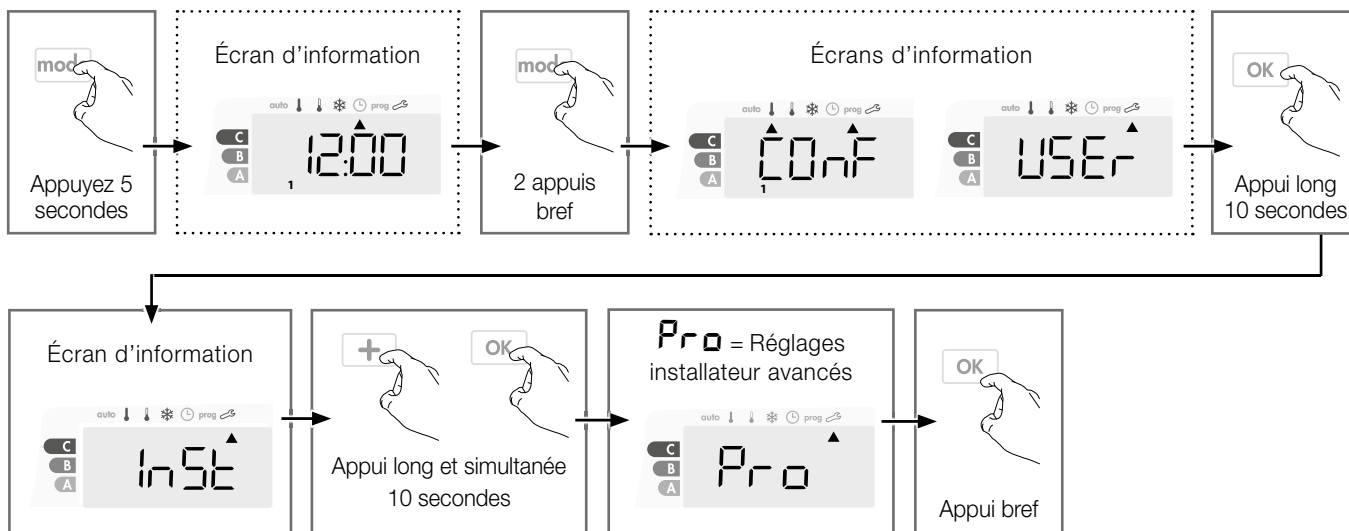 mod
Appuyez 5
secondes
Écran d'information
auto prog
C
B
A
12:00
1
mod
2 appuis
bref
Écrans d'information
auto prog
C
B
A
COnF
1
auto prog
C
B
A
USEr
OK
Appui long
10 secondes
Écran d'information
auto prog
C
B
A
InSt
+
OK
Appui long et simultanée
10 secondes
Pro = Réglages
installateur avancés
auto prog
C
B
A
Pro
OK
Appui bref